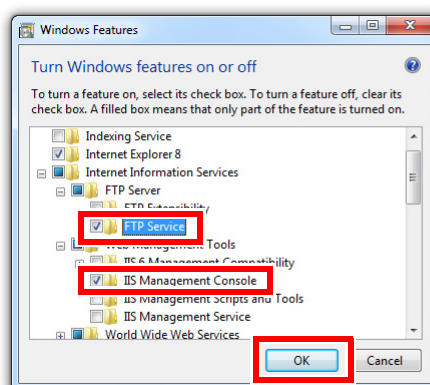 Windows Features
Turn Windows features on or off
To turn a feature on, select its check box. To turn a feature off, clear its
check box. A filled box means that only part of the feature is turned on.
Indexing Service
Internet Explorer 8
Internet Information Services
FTP Server
FTP Extensibility
FTP Service
Web Management Tools
IIS 6 Management Compatibility
IIS Management Console
IIS Management Scripts and Tools
IIS Management Service
World Wide Web Services
OK
Cancel